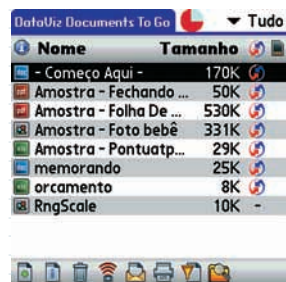 DataViz Documents To Go Tudo
Nome Tamanho
- Começo Aqui - 170K
Amostra - Fechando ... 50K
Amostra - Folha De ... 530K
Amostra - Foto bebê 331K
Amostra - Pontuatp... 29K
memorando 25K
orcamento 8K
RngScale 10K -